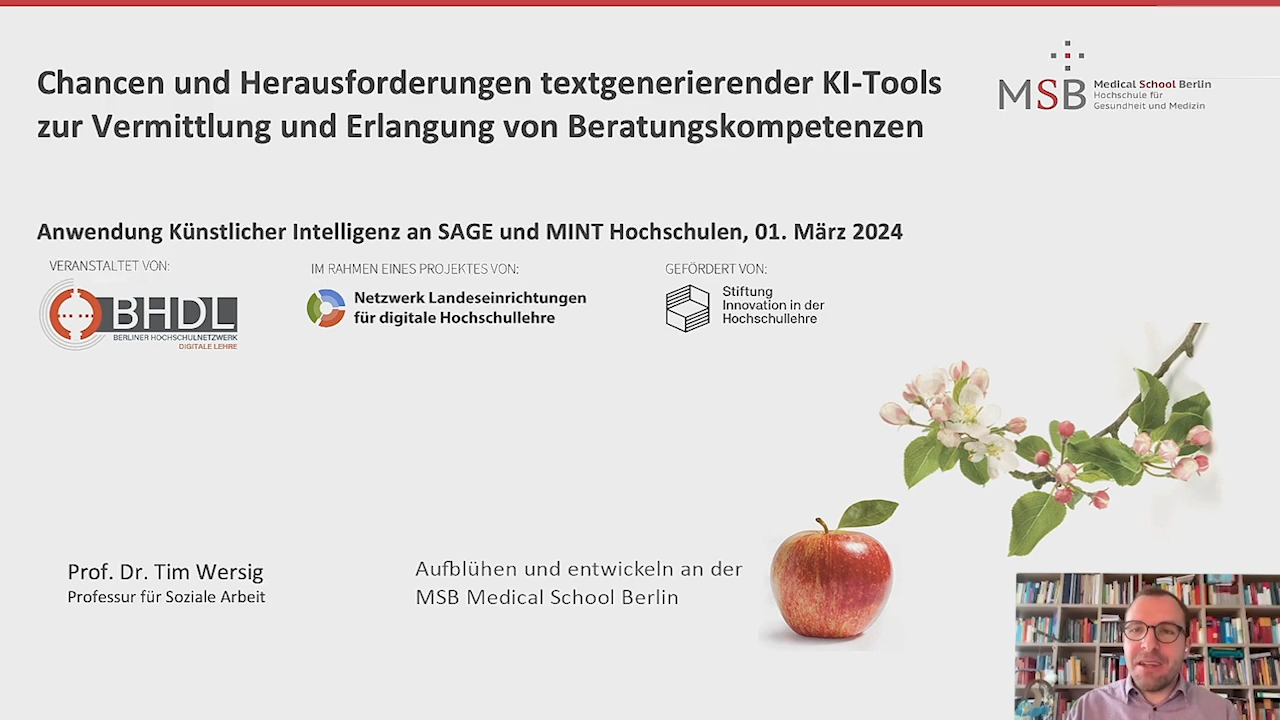 Chancen und Herausforderungen textgenerierender KI-Tools
zur Vermittlung und Erlangung von Beratungskompetenzen
MSB
Medical School Berlin
Hochschule für
Gesundheit und Medizin
Anwendung Künstlicher Intelligenz an SAGE und MINT Hochschulen, 01. März 2024
VERANSTALTET VON:
BHDL
BERLINER HOCHSCHULNETZWERK
DIGITALE LEHRE
IM RAHMEN EINES PROJEKTES VON:
Netzwerk Landeseinrichtungen
für digitale Hochschullehre
GEFÖRDERT VON:
Stiftung
Innovation in der
Hochschullehre
Prof. Dr. Tim Wersig
Professur für Soziale Arbeit
Aufblühen und entwickeln an der
MSB Medical School Berlin